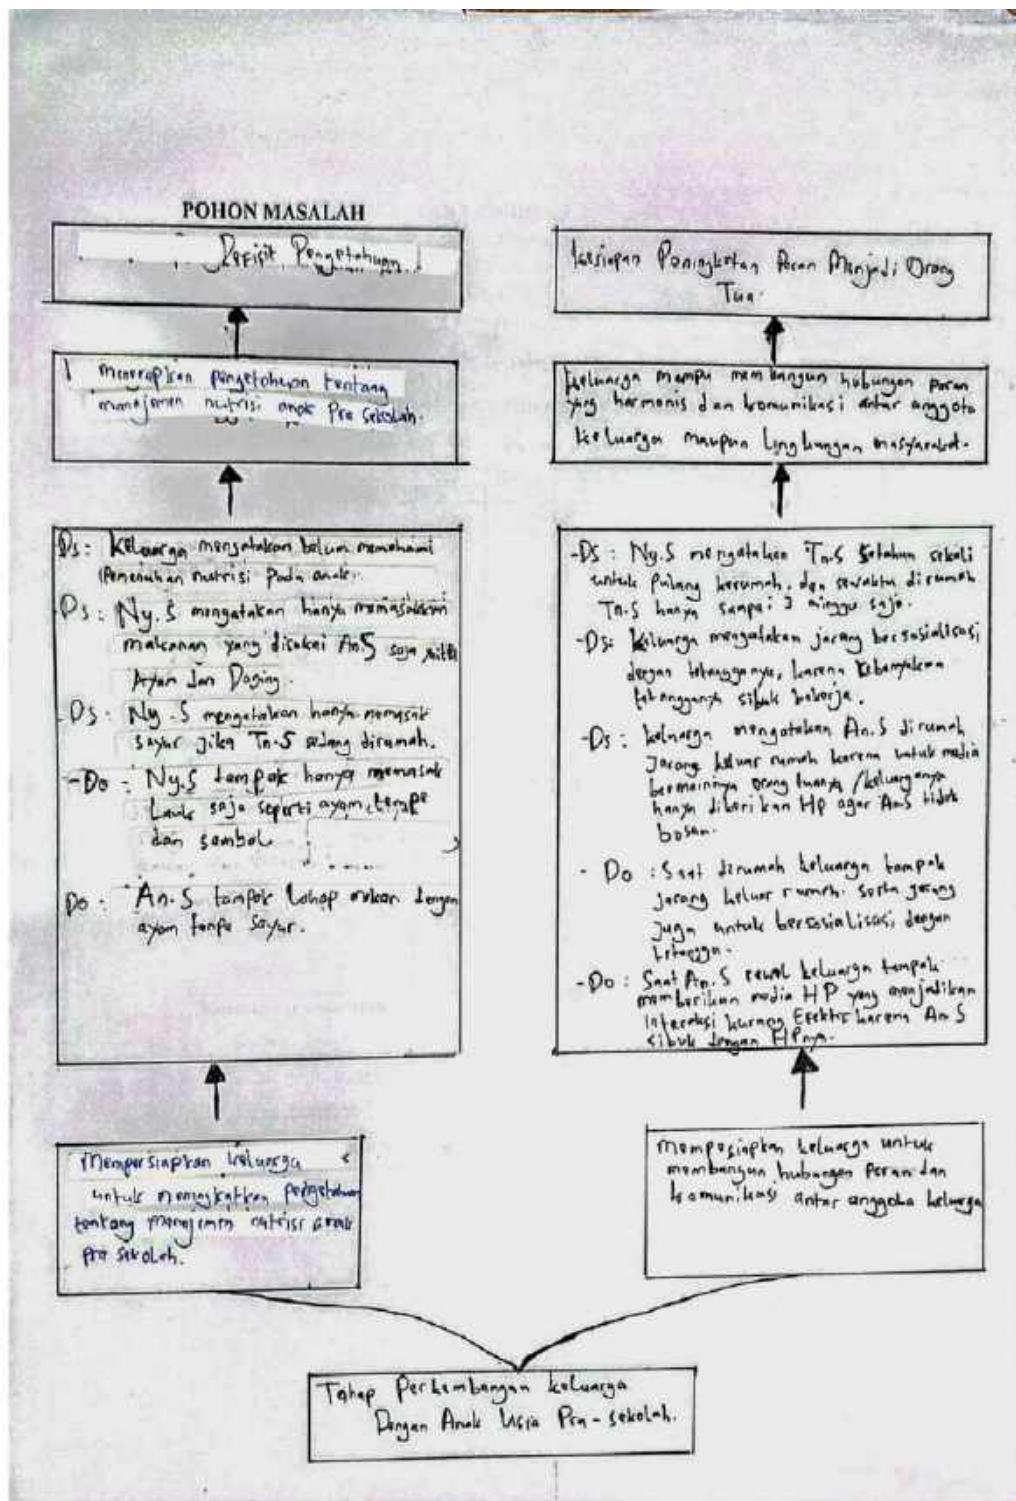 POHON MASALAH
Defisit Pengetahuan
menerapkan pengetahuan tentang
manajemen nutrisi anak Pra sekolah.
Ds: Keluarga mengatakan belum memahami
Pemenuhan nutrisi Pada anak.
Ds: Ny.S mengatakan hanya memasakkan
makanan yang disukai An.S saja
Ayam dan Daging.
-Ds: Ny.S mengatakan hanya memasak
sayur jika Tn.S sedang dirumah.
-Do: Ny.S tampak hanya memasak
Lauk saja seperti ayam, tempe
dan sambol
Do: An.S tampak lahap makan dengan
ayam tanpa sayur.
Mempersiapkan keluarga
untuk meningkatkan pengetahuan
tentang manajemen nutrisi anak
pra sekolah.
Kesiapan Peningkatan Peran Menjadi Orang
Tua.
Keluarga mampu membangun hubungan peran
yng harmonis dan komunikasi antar anggota
keluarga maupun lingkungan masyarakat.
-Ds: Ny.S mengatakan Tn.S setahun sekali
untuk pulang kerumah, dan sewaktu dirumah
Tn.S hanya sampai 3 minggu saja.
-Ds: Keluarga mengatakan jarang bersosialisasi
dengan tetangganya, karena kebanyakan
tetangganya sibuk bekerja.
-Ds: keluarga mengatakan An.S dirumah
jarang keluar rumah karena untuk media
bermainnya orang tuanya/keluarganya
hanya diberikan HP agar An.S tidak
bosan.
- Do: Saat dirumah keluarga tampak
jarang keluar rumah. serta jarang
juga untuk bersosialisasi dengan
tetangga.
-Do: Saat An.S rewel keluarga tampak
memberikan media HP yang menjadikan
interaksi kurang Efektif karena An.S
sibuk dengan HPnya.
Mempesiapkan keluarga untuk
membangun hubungan peran dan
komunikasi antar anggota keluarga
Tahap Perkembangan keluarga
Dengan Anak Usia Pra-sekolah.